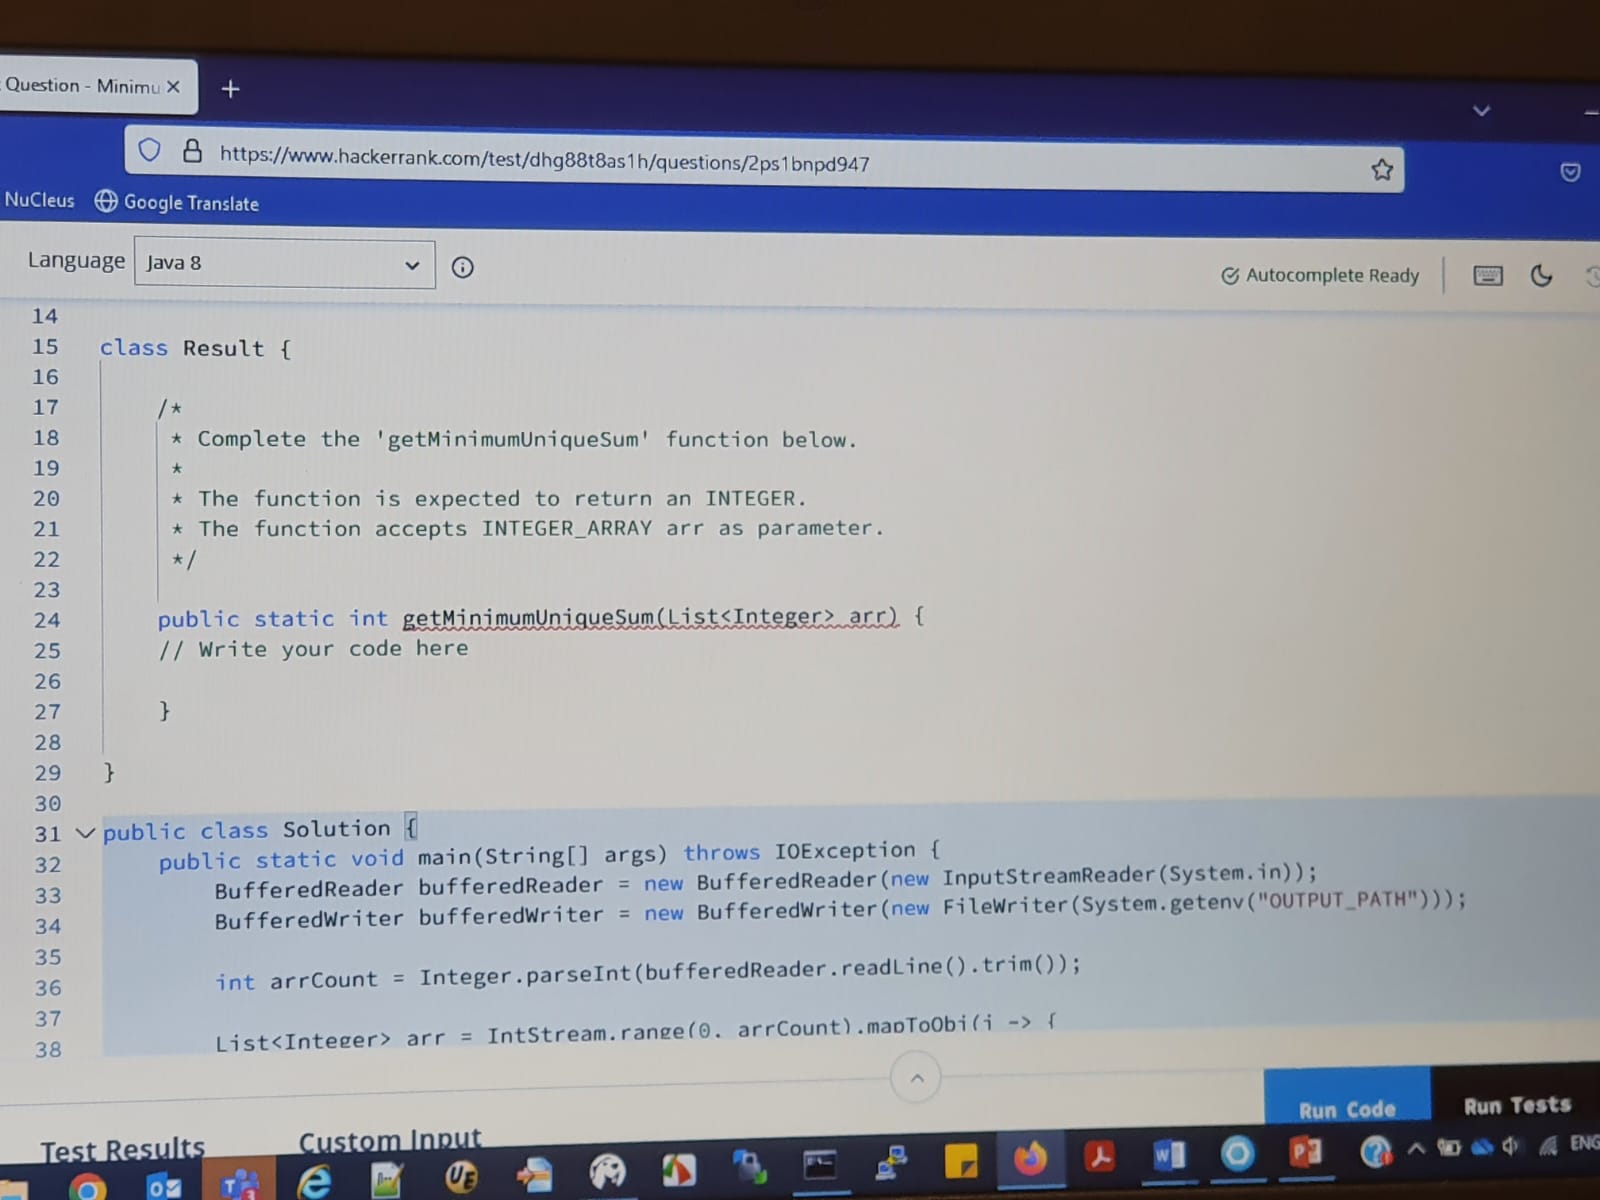 Question - Minimu
https://www.hackerrank.com/test/dhg88t8as1h/questions/2ps1bnpd947
NuCleus Google Translate
Language Java 8 Autocomplete Ready
14
15 class Result {
16
17 /*
18 * Complete the 'getMinimumUniqueSum' function below.
19 *
20 * The function is expected to return an INTEGER.
21 * The function accepts INTEGER_ARRAY arr as parameter.
22 */
23
24 public static int getMinimumUniqueSum(List<Integer> arr) {
25 // Write your code here
26
27 }
28
29 }
30
31 public class Solution {
32 public static void main(String[] args) throws IOException {
33 BufferedReader bufferedReader = new BufferedReader(new InputStreamReader(System.in));
34 BufferedWriter bufferedWriter = new BufferedWriter(new FileWriter(System.getenv("OUTPUT_PATH")));
35
36 int arrCount = Integer.parseInt(bufferedReader.readLine().trim());
37
38 List<Integer> arr = IntStream.range(0, arrCount).mapToObj(i -> {
Run Code Run Tests
Test Results Custom Input
ENG